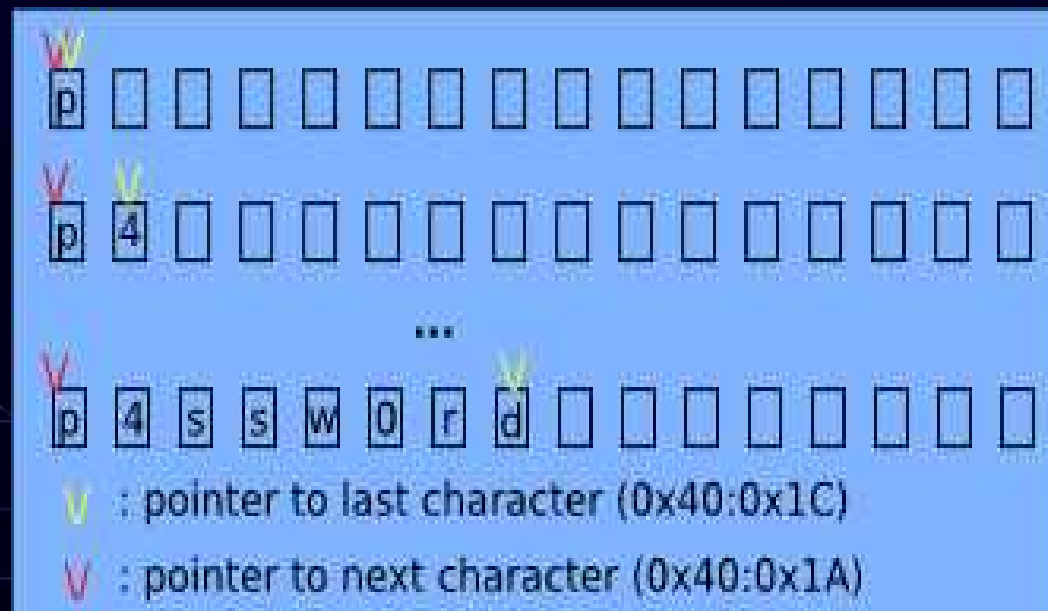 p
p 4
...
p 4 s s w 0 r d
V : pointer to last character (0x40:0x1C)
V : pointer to next character (0x40:0x1A)